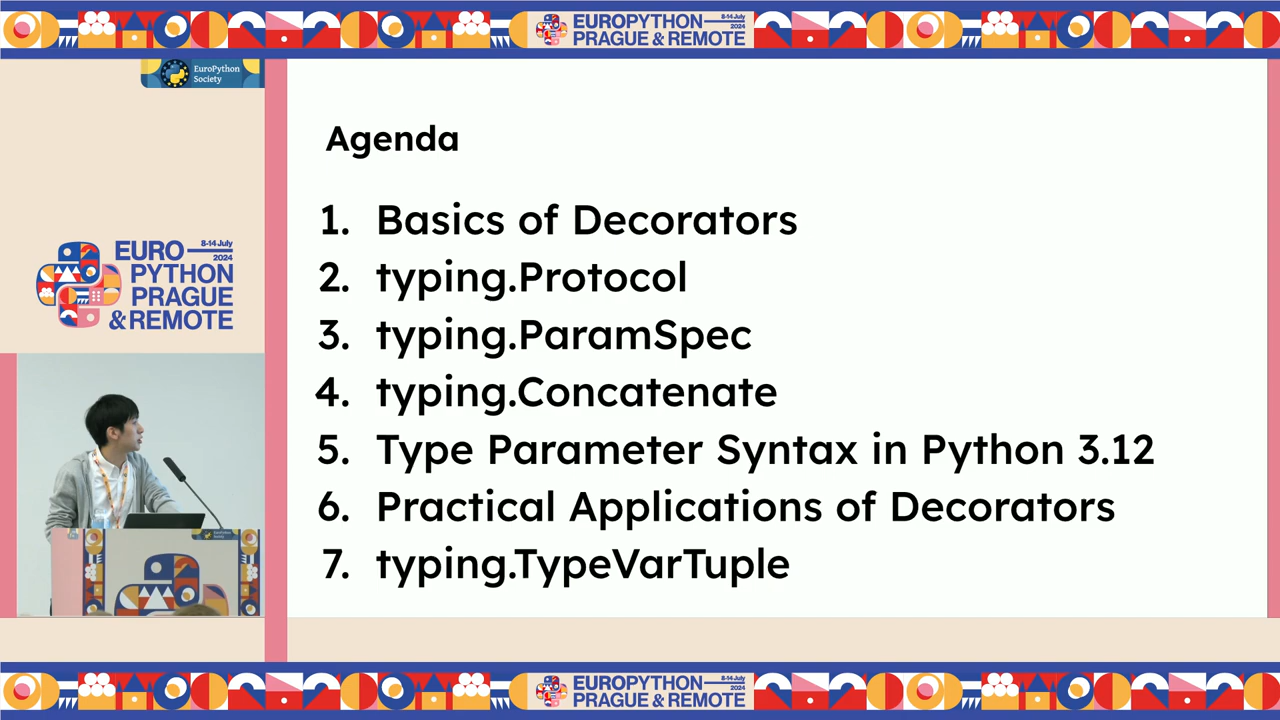 EUROPYTHON 8-14 July
2024
PRAGUE & REMOTE
EuroPython
Society
EURO 8-14 July
2024
PYTHON
PRAGUE
& REMOTE
Agenda
1. Basics of Decorators
2. typing.Protocol
3. typing.ParamSpec
4. typing.Concatenate
5. Type Parameter Syntax in Python 3.12
6. Practical Applications of Decorators
7. typing.TypeVarTuple
EUROPYTHON 8-14 July
2024
PRAGUE & REMOTE